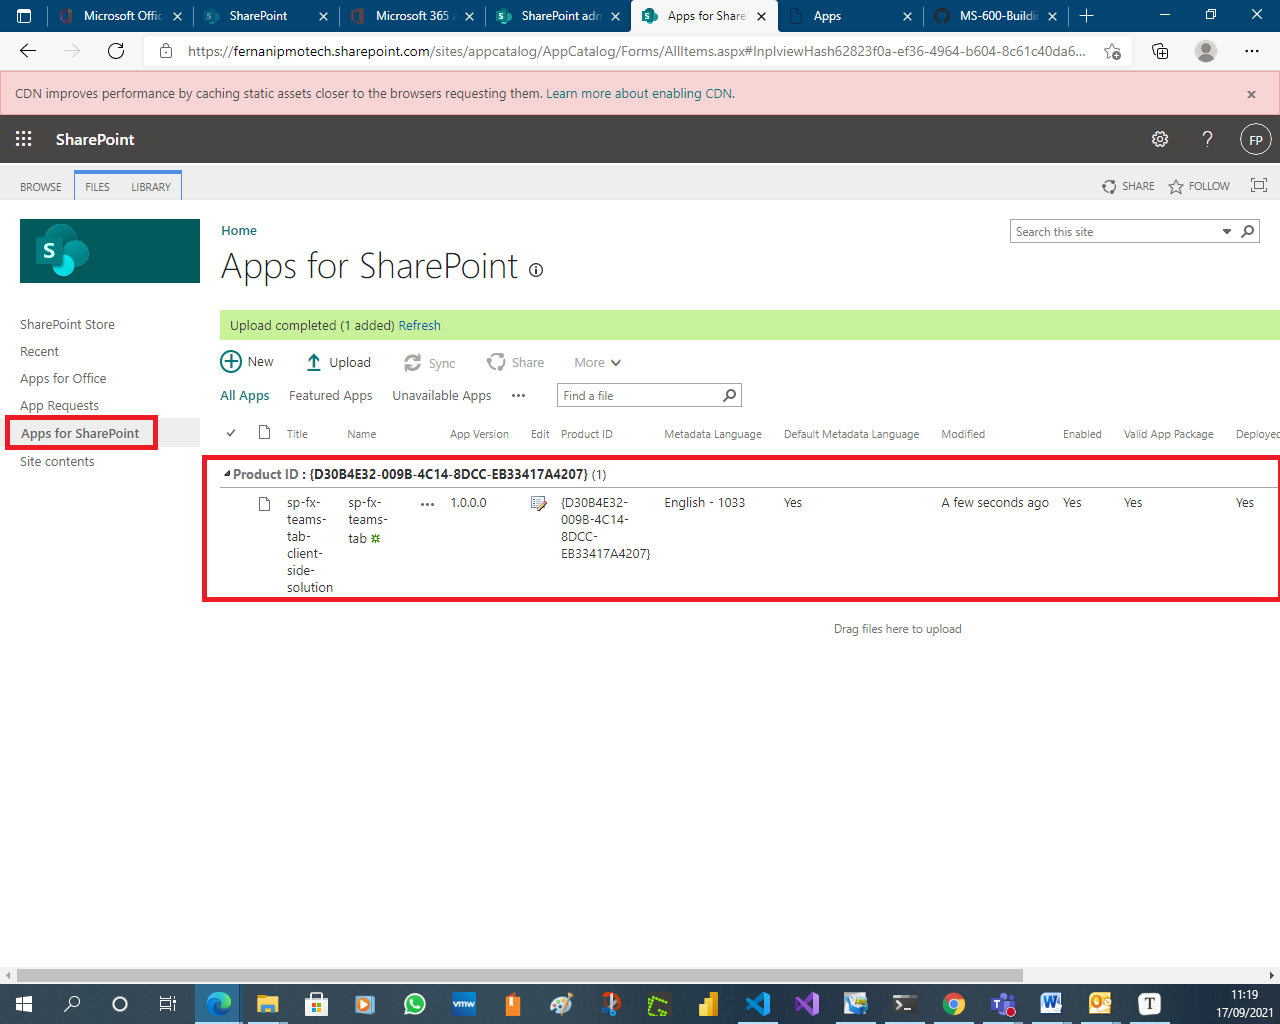 Microsoft Offic
SharePoint
Microsoft 365 a
SharePoint adm
Apps for Share
Apps
MS-600-Buildin
https://fernanipmotech.sharepoint.com/sites/appcatalog/AppCatalog/Forms/AllItems.aspx#InplviewHash62823f0a-ef36-4964-b604-8c61c40da6...
CDN improves performance by caching static assets closer to the browsers requesting them. Learn more about enabling CDN.
SharePoint
FP
BROWSE FILES LIBRARY
SHARE FOLLOW
S
Home
Search this site
Apps for SharePoint
SharePoint Store
Recent
Apps for Office
App Requests
Apps for SharePoint
Site contents
Upload completed (1 added) Refresh
New Upload Sync Share More
All Apps Featured Apps Unavailable Apps ••• Find a file
Title Name App Version Edit Product ID Metadata Language Default Metadata Language Modified Enabled Valid App Package Deployed
Product ID : {D30B4E32-009B-4C14-8DCC-EB33417A4207} (1)
sp-fx-
teams-
tab-
client-
side-
solution
sp-fx-
teams-
tab
•••
1.0.0.0
{D30B4E32-
009B-4C14-
8DCC-
EB33417A4207}
English - 1033
Yes
A few seconds ago
Yes
Yes
Yes
Drag files here to upload
vmw
T
11:19
17/09/2021